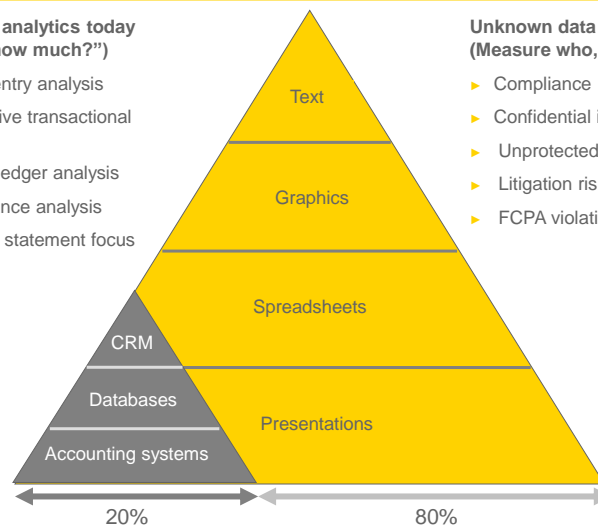 analytics today
how much?”)
entry analysis
ive transactional
edger analysis
nce analysis
statement focus
Text
Graphics
Spreadsheets
Presentations
CRM
Databases
Accounting systems
20%
80%
Unknown data
(Measure who,
► Compliance
► Confidential i
► Unprotected
► Litigation ris
► FCPA violati